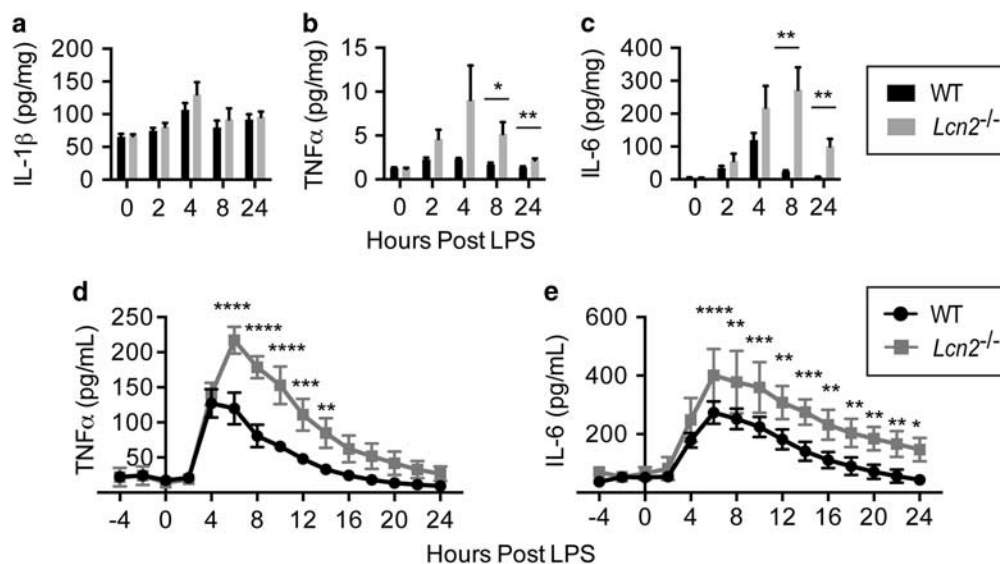 a
IL-1β (pg/mg)
200
150
100
50
0
0 2 4 8 24
b
TNFα (pg/mg)
15
10
5
0
* **
0 2 4 8 24
c
IL-6 (pg/mg)
400
300
200
100
0
** **
0 2 4 8 24
WT
Lcn2-/-
Hours Post LPS
d
TNFα (pg/mL)
250
200
150
100
50
**** **** **** *** **
-4 0 4 8 12 16 20 24
e
IL-6 (pg/mL)
600
400
200
**** ** *** ** *** ** ** ** ** *
-4 0 4 8 12 16 20 24
WT
Lcn2-/-
Hours Post LPS